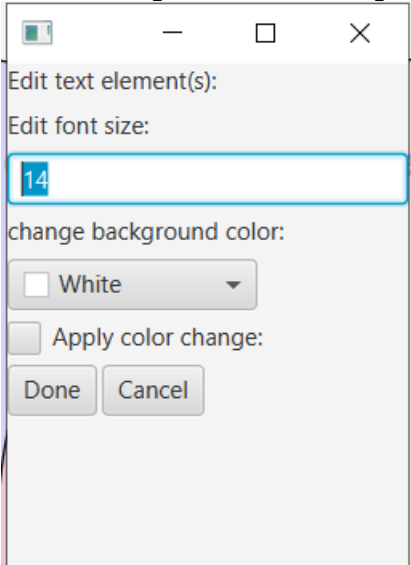 Edit text element(s):
Edit font size:
14
change background color:
White
Apply color change:
Done Cancel